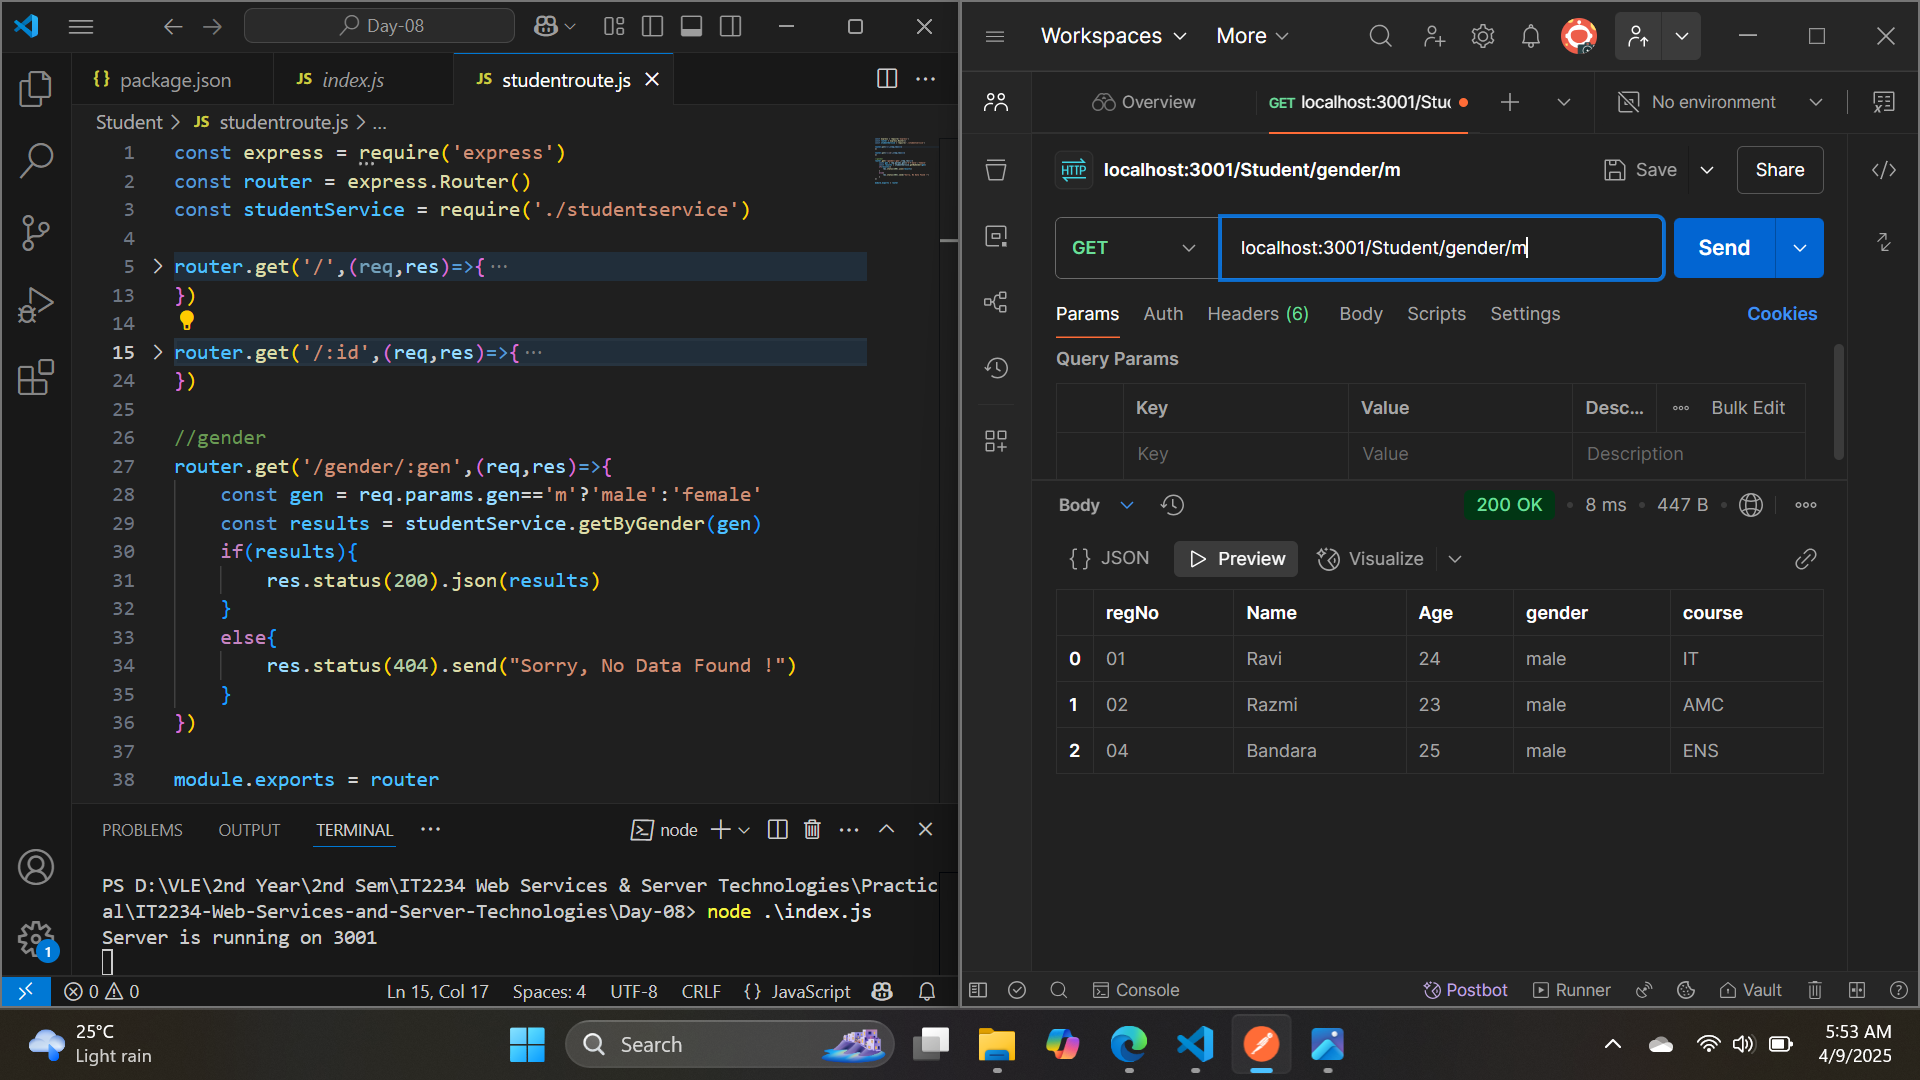 Day-08
package.json
JS index.js
JS studentroute.js
Student > JS studentroute.js > ...
1 const express = require('express')
2 const router = express.Router()
3 const studentService = require('./studentservice')
4
5 router.get('/',(req,res)=>{ ...
13 })
14
15 router.get('/:id',(req,res)=>{ ...
24 })
25
26 //gender
27 router.get('/gender/:gen',(req,res)=>{
28 const gen = req.params.gen=='m'?'male':'female'
29 const results = studentService.getByGender(gen)
30 if(results){
31 res.status(200).json(results)
32 }
33 else{
34 res.status(404).send("Sorry, No Data Found !")
35 }
36 })
37
38 module.exports = router
PROBLEMS OUTPUT TERMINAL ... node
PS D:\VLE\2nd Year\2nd Sem\IT2234 Web Services & Server Technologies\Practic
al\IT2234-Web-Services-and-Server-Technologies\Day-08> node .\index.js
Server is running on 3001
0 0 Ln 15, Col 17 Spaces: 4 UTF-8 CRLF {} JavaScript
1
Workspaces More
Overview GET localhost:3001/Stu No environment
HTTP localhost:3001/Student/gender/m Save Share
GET localhost:3001/Student/gender/m Send
Params Auth Headers (6) Body Scripts Settings Cookies
Query Params
Key Value Desc... Bulk Edit
Key Value Description
Body 200 OK • 8 ms • 447 B
{} JSON Preview Visualize
regNo Name Age gender course
0 01 Ravi 24 male IT
1 02 Razmi 23 male AMC
2 04 Bandara 25 male ENS
Console Postbot Runner Vault
25°C
Light rain
Search
5:53 AM
4/9/2025